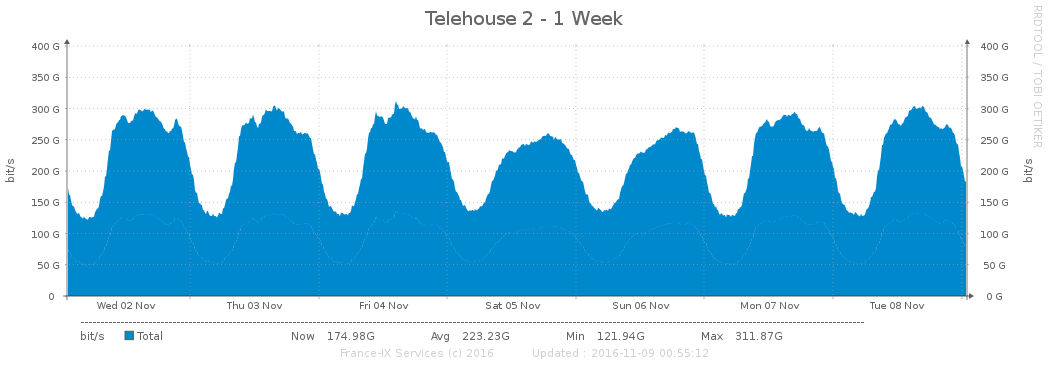 Telehouse 2 - 1 Week
RRDTOOL / TOBI OETIKER
400 G 400 G
350 G 350 G
300 G 300 G
250 G 250 G
200 G 200 G
150 G 150 G
100 G 100 G
50 G 50 G
0 0 G
bit/s
bit/s
Wed 02 Nov Thu 03 Nov Fri 04 Nov Sat 05 Nov Sun 06 Nov Mon 07 Nov Tue 08 Nov
bit/s Total Now 174.98G Avg 223.23G Min 121.94G Max 311.87G
France-IX Services (c) 2016 Updated : 2016-11-09 00:55:12